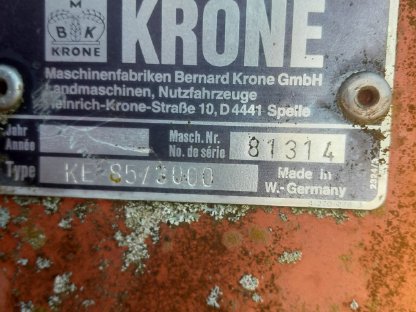 M
B K
KRONE
KRONE
Maschinenfabriken Bernard Krone GmbH
Landmaschinen, Nutzfahrzeuge
Heinrich-Krone-Straße 10, D 4441 Spelle
Jahr
Année
Masch. Nr.
No. de série
81314
Type
Made in
W.-Germany